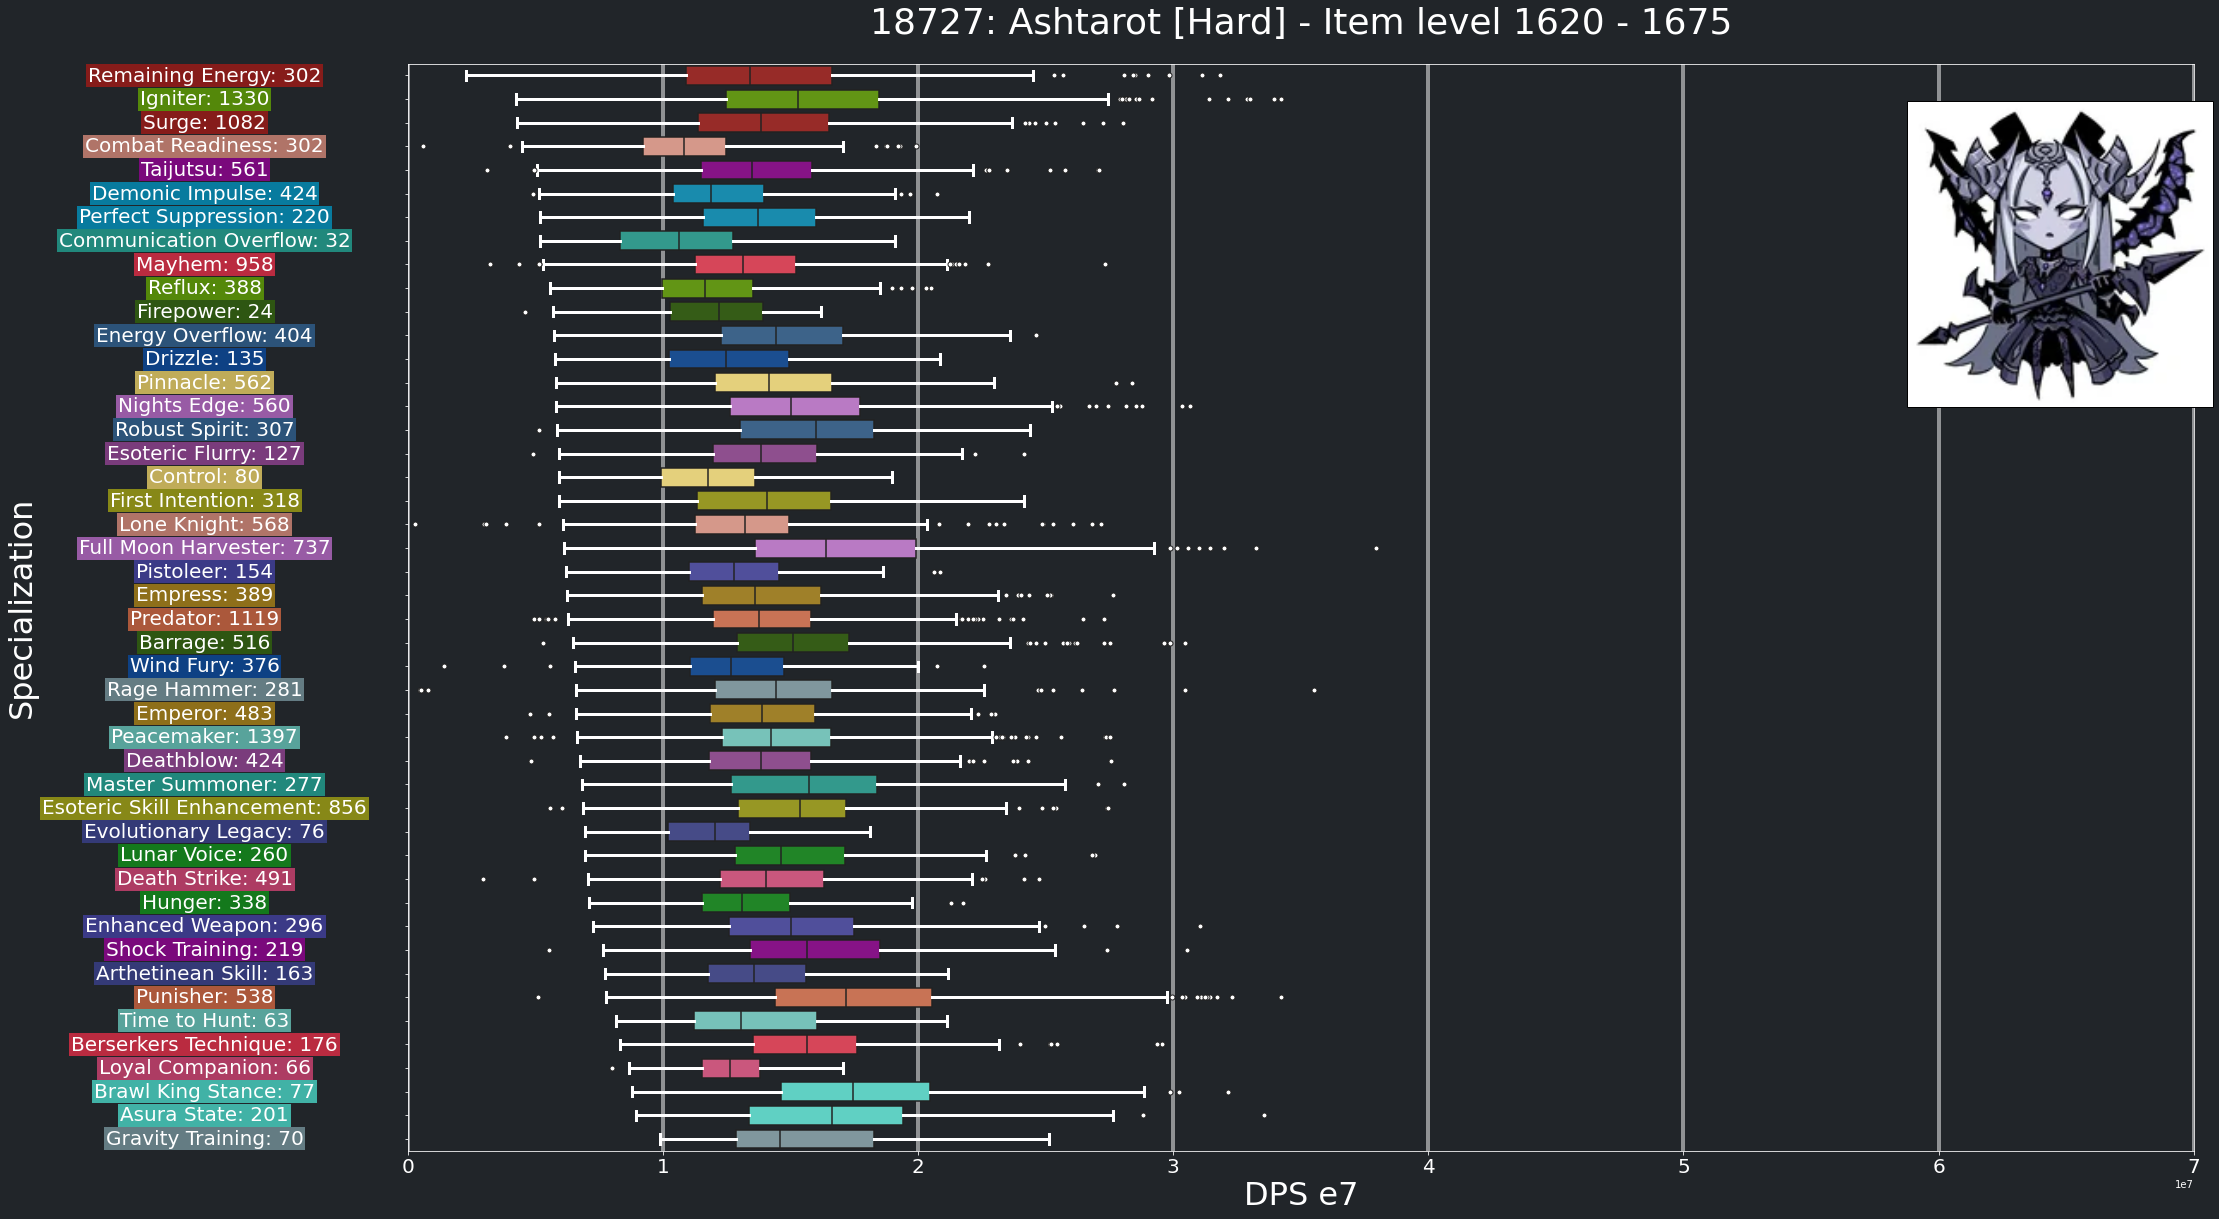 18727: Ashtarot [Hard] - Item level 1620 - 1675
Specialization
Remaining Energy: 302
Igniter: 1330
Surge: 1082
Combat Readiness: 302
Taijutsu: 561
Demonic Impulse: 424
Perfect Suppression: 220
Communication Overflow: 32
Mayhem: 958
Reflux: 388
Firepower: 24
Energy Overflow: 404
Drizzle: 135
Pinnacle: 562
Nights Edge: 560
Robust Spirit: 307
Esoteric Flurry: 127
Control: 80
First Intention: 318
Lone Knight: 568
Full Moon Harvester: 737
Pistoleer: 154
Empress: 389
Predator: 1119
Barrage: 516
Wind Fury: 376
Rage Hammer: 281
Emperor: 483
Peacemaker: 1397
Deathblow: 424
Master Summoner: 277
Esoteric Skill Enhancement: 856
Evolutionary Legacy: 76
Lunar Voice: 260
Death Strike: 491
Hunger: 338
Enhanced Weapon: 296
Shock Training: 219
Arthetinean Skill: 163
Punisher: 538
Time to Hunt: 63
Berserkers Technique: 176
Loyal Companion: 66
Brawl King Stance: 77
Asura State: 201
Gravity Training: 70
0 1 2 3 4 5 6 7
1e7
DPS e7